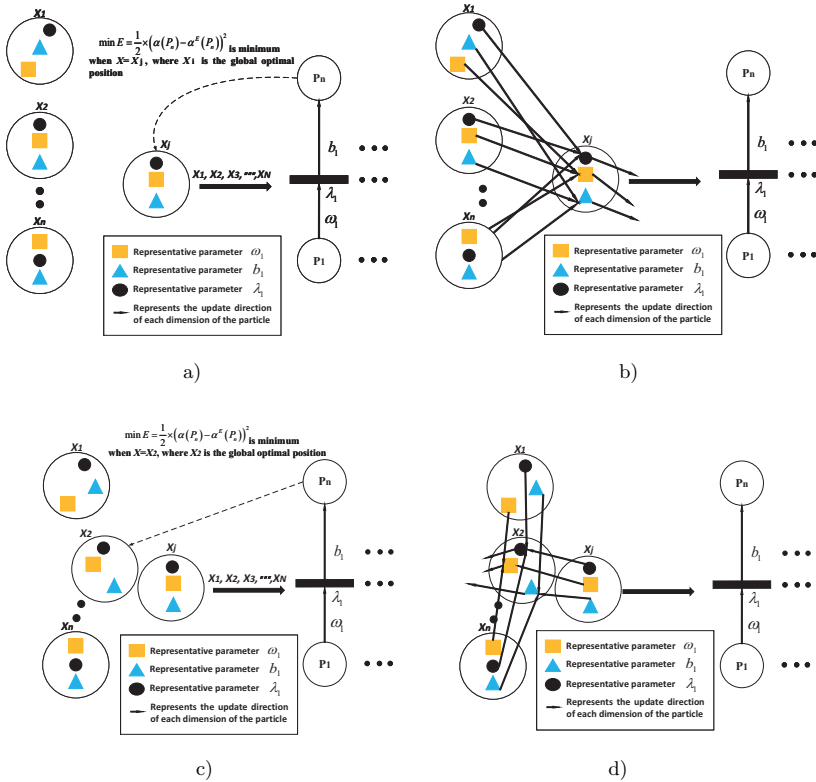 X1
min E = 1/2 × (α(Pn) − α^E(Pn))² is minimum
when X=Xj, where Xi is the global optimal
position
Pn
X2
Xj
b1
X1, X2, X3, ···, XN
λ1
ω1
Xn
P1
Representative parameter ω1
Representative parameter b1
Representative parameter λ1
Represents the update direction
of each dimension of the particle
a)
X1
Pn
X2
Xj
b1
λ1
ω1
Xn
P1
Representative parameter ω1
Representative parameter b1
Representative parameter λ1
Represents the update direction
of each dimension of the particle
b)
min E = 1/2 × (α(Pn) − α^E(Pn))² is minimum
when X=X2, where X2 is the global optimal position
X1
Pn
X2
Xj
b1
X1, X2, X3, ···, XN
λ1
ω1
Xn
P1
Representative parameter ω1
Representative parameter b1
Representative parameter λ1
Represents the update direction
of each dimension of the particle
c)
X1
Pn
X2
Xj
b1
λ1
ω1
Xn
P1
Representative parameter ω1
Representative parameter b1
Representative parameter λ1
Represents the update direction
of each dimension of the particle
d)